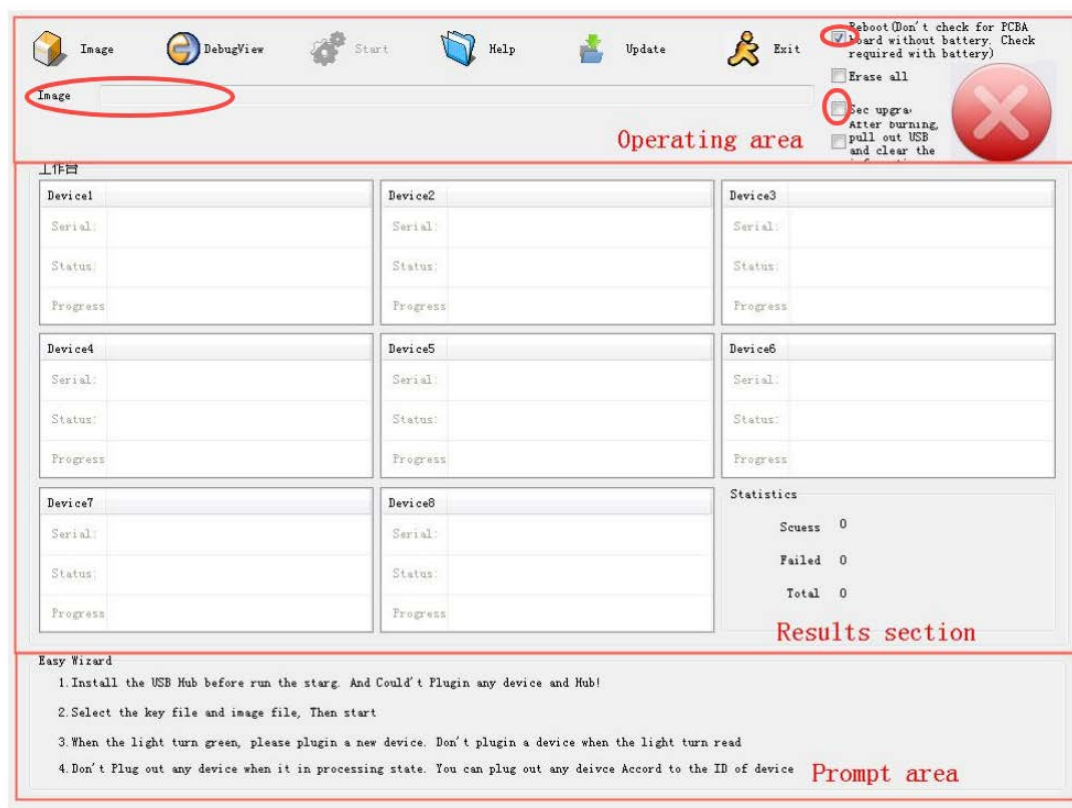 Image DebugView Start Help Update Exit
Reboot(Don't check for PCBA
board without battery. Check
required with battery)
Erase all
Image
Sec upgra
After burning,
pull out USB
and clear the
Operating area
工作台
Device1 Device2 Device3
Serial: Serial: Serial:
Status: Status: Status:
Progress Progress Progress
Device4 Device5 Device6
Serial: Serial: Serial:
Status: Status: Status:
Progress Progress Progress
Device7 Device8
Serial: Serial:
Status: Status:
Progress Progress
Statistics
Scuess 0
Failed 0
Total 0
Results section
Easy Wizard
1.Install the USB Hub before run the starg. And Could't Plugin any device and Hub!
2.Select the key file and image file, Then start
3.When the light turn green, please plugin a new device. Don't plugin a device when the light turn read
4.Don't Plug out any device when it in processing state. You can plug out any deivce Accord to the ID of device
Prompt area